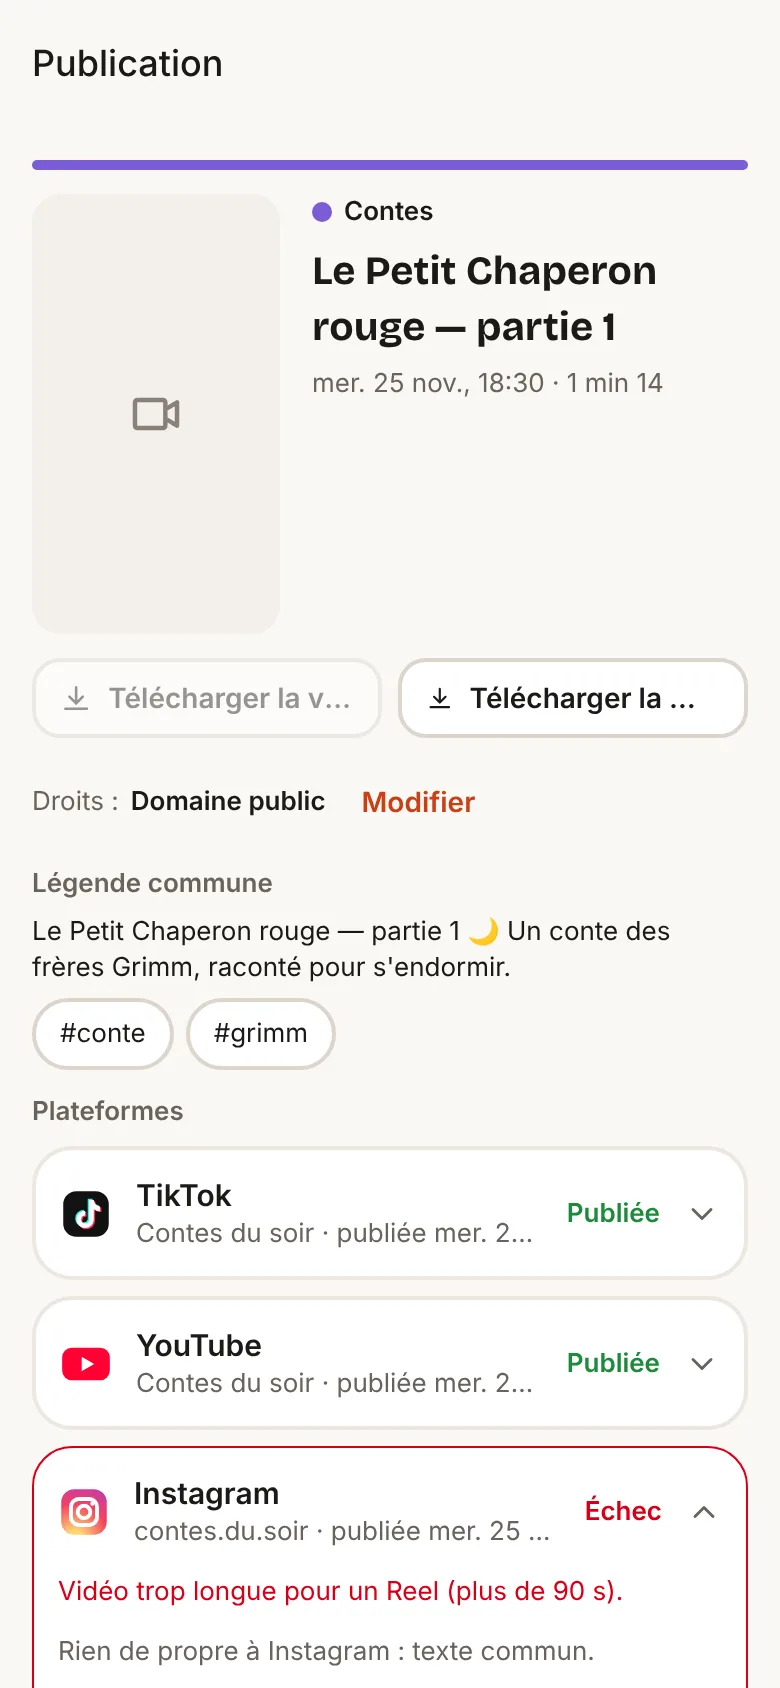 Publication
Contes
Le Petit Chaperon
rouge — partie 1
mer. 25 nov., 18:30 · 1 min 14
Télécharger la v...
Télécharger la ...
Droits : Domaine public Modifier
Légende commune
Le Petit Chaperon rouge — partie 1 🌙 Un conte des
frères Grimm, raconté pour s'endormir.
#conte #grimm
Plateformes
TikTok
Contes du soir · publiée mer. 2...
Publiée
YouTube
Contes du soir · publiée mer. 2...
Publiée
Instagram
contes.du.soir · publiée mer. 25 ...
Échec
Vidéo trop longue pour un Reel (plus de 90 s).
Rien de propre à Instagram : texte commun.